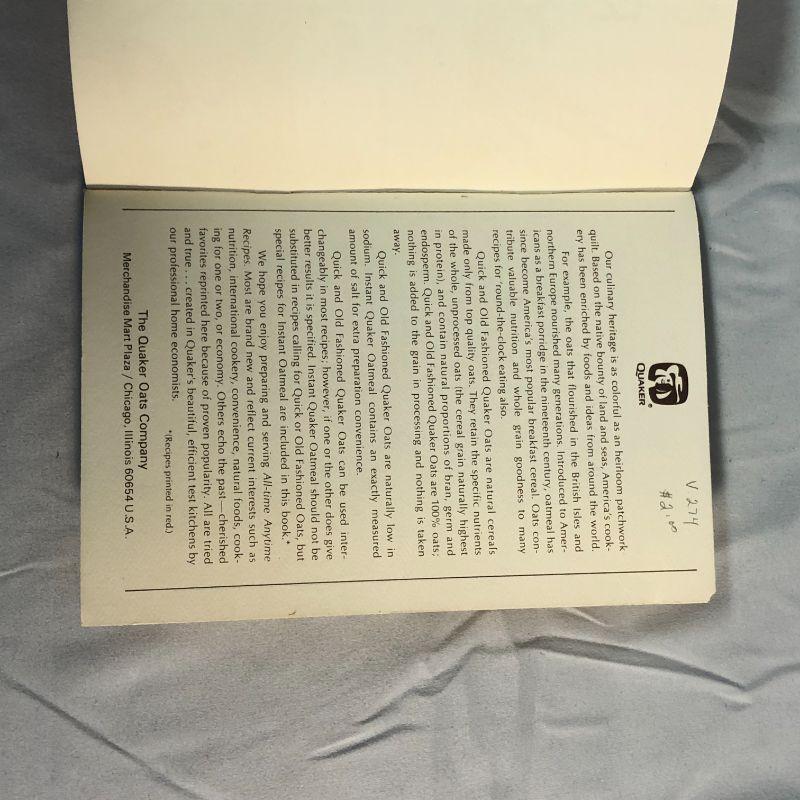 V 274
$2.00
QUAKER®
Our culinary heritage is as colorful as an heirloom patchwork
quilt. Based on the native bounty of land and seas, America's cook-
ery has been enriched by foods and ideas from around the world.
For example, the oats that flourished in the British Isles and
northern Europe nourished many generations. Introduced to Amer-
icans as a breakfast porridge in the nineteenth century, oatmeal has
since become America's most popular breakfast cereal. Oats con-
tribute valuable nutrition and whole grain goodness to many
recipes for 'round-the-clock eating also.
Quick and Old Fashioned Quaker Oats are natural cereals
made only from top quality oats. They retain the specific nutrients
of the whole, unprocessed oats (the cereal grain naturally highest
in protein), and contain natural proportions of bran, germ and
endosperm. Quick and Old Fashioned Quaker Oats are 100% oats;
nothing is added to the grain in processing and nothing is taken
away.
Quick and Old Fashioned Quaker Oats are naturally low in
sodium. Instant Quaker Oatmeal contains an exactly measured
amount of salt for extra preparation convenience.
Quick and Old Fashioned Quaker Oats can be used inter-
changeably in most recipes; however, if one or the other does give
better results it is specified. Instant Quaker Oatmeal should not be
substituted in recipes calling for Quick or Old Fashioned Oats, but
special recipes for Instant Oatmeal are included in this book.*
We hope you enjoy preparing and serving All-time Anytime
Recipes. Most are brand new and reflect current interests such as
nutrition, international cookery, convenience, natural foods, cook-
ing for one or two, or economy. Others echo the past — cherished
favorites reprinted here because of proven popularity. All are tried
and true . . . created in Quaker's beautiful, efficient test kitchens by
our professional home economists.
*(Recipes printed in red.)
The Quaker Oats Company
Merchandise Mart Plaza / Chicago, Illinois 60654 U.S.A.